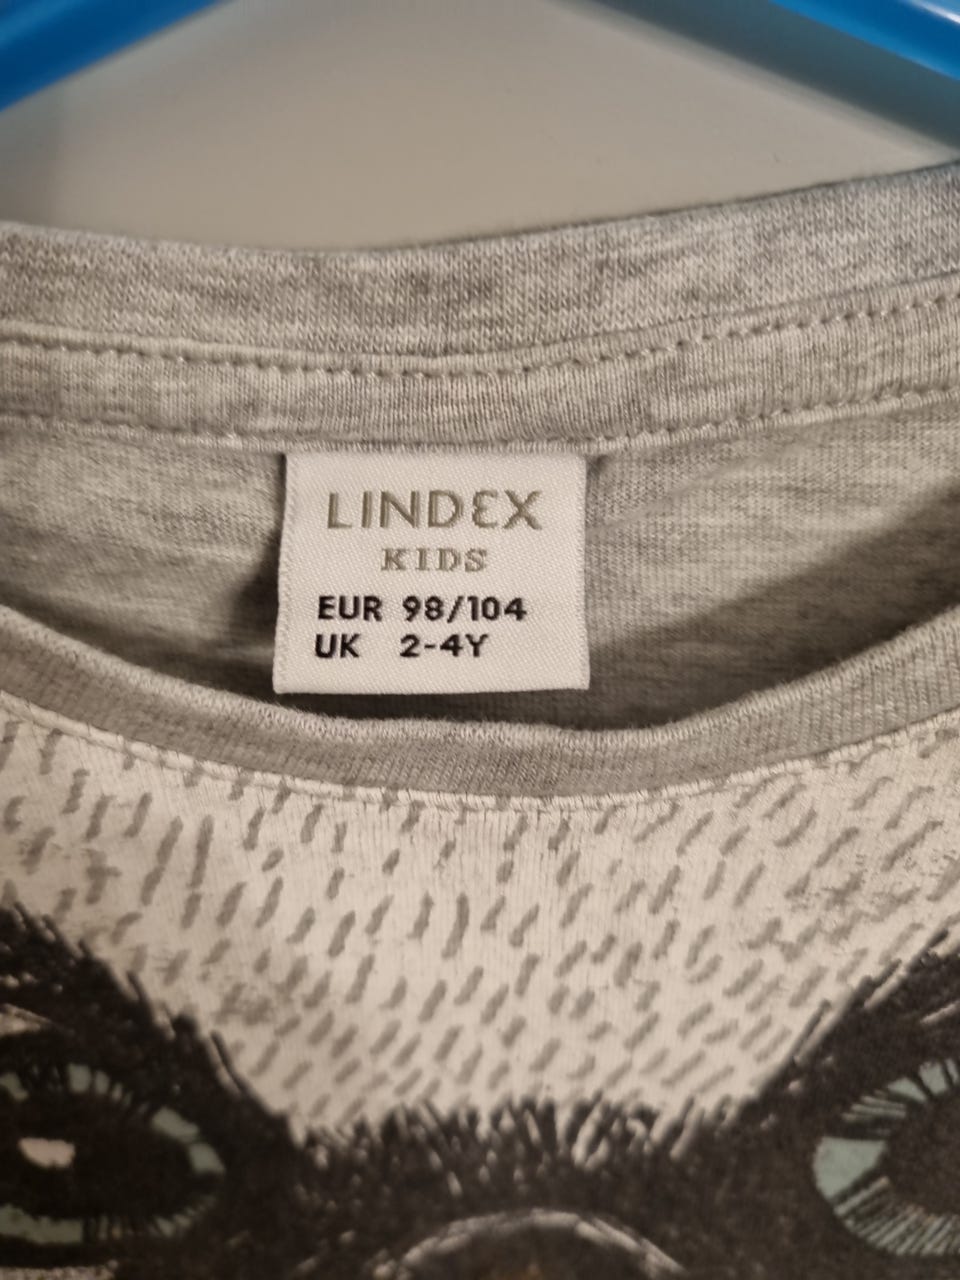 LINDEX
KIDS
EUR 98/104
UK 2-4Y